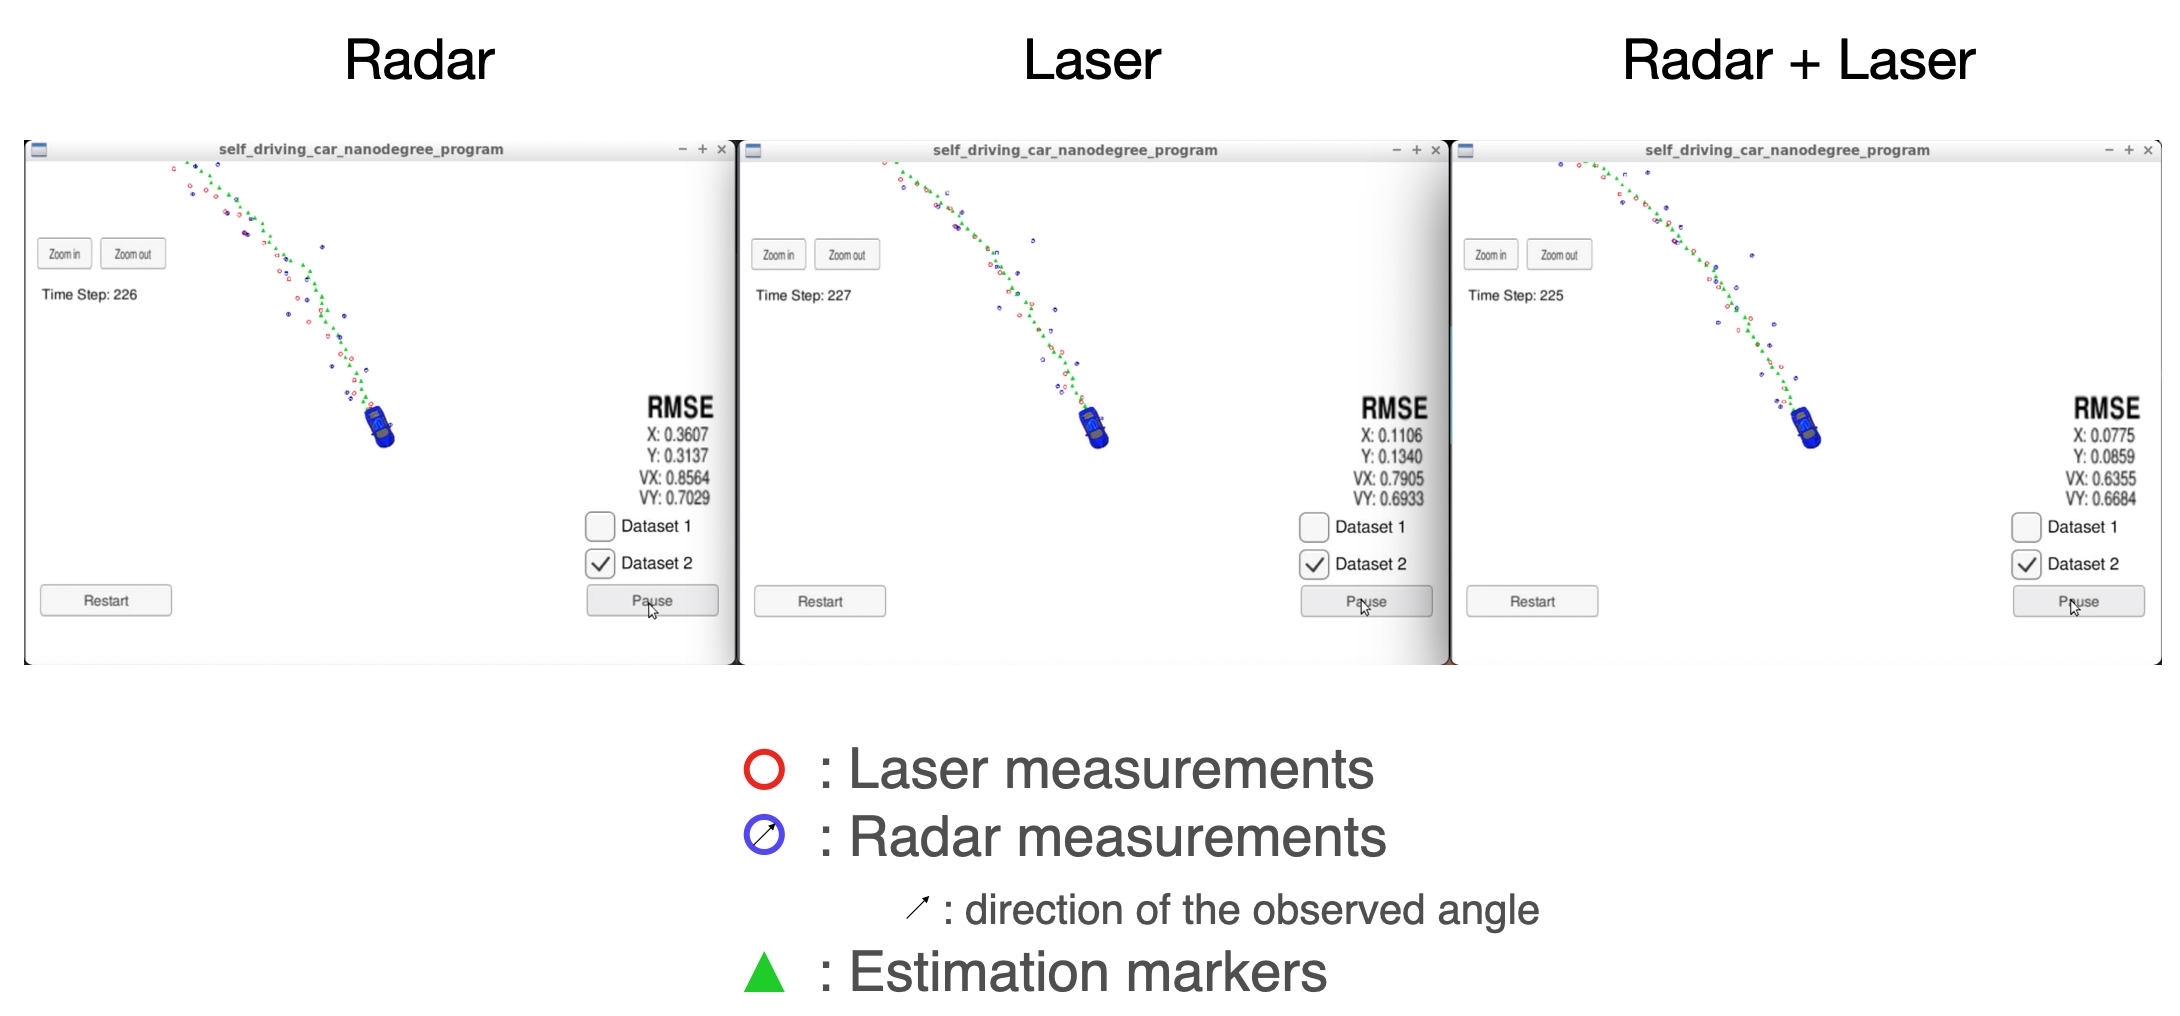 Radar
Laser
Radar + Laser
self_driving_car_nanodegree_program
Zoom in
Zoom out
Time Step: 226
RMSE
X: 0.3607
Y: 0.3137
VX: 0.8564
VY: 0.7029
Dataset 1
Dataset 2
Restart
Pause
self_driving_car_nanodegree_program
Zoom in
Zoom out
Time Step: 227
RMSE
X: 0.1106
Y: 0.1340
VX: 0.7905
VY: 0.6933
Dataset 1
Dataset 2
Restart
Pause
self_driving_car_nanodegree_program
Zoom in
Zoom out
Time Step: 225
RMSE
X: 0.0775
Y: 0.0859
VX: 0.6355
VY: 0.6684
Dataset 1
Dataset 2
Restart
Pause
: Laser measurements
: Radar measurements
: direction of the observed angle
: Estimation markers